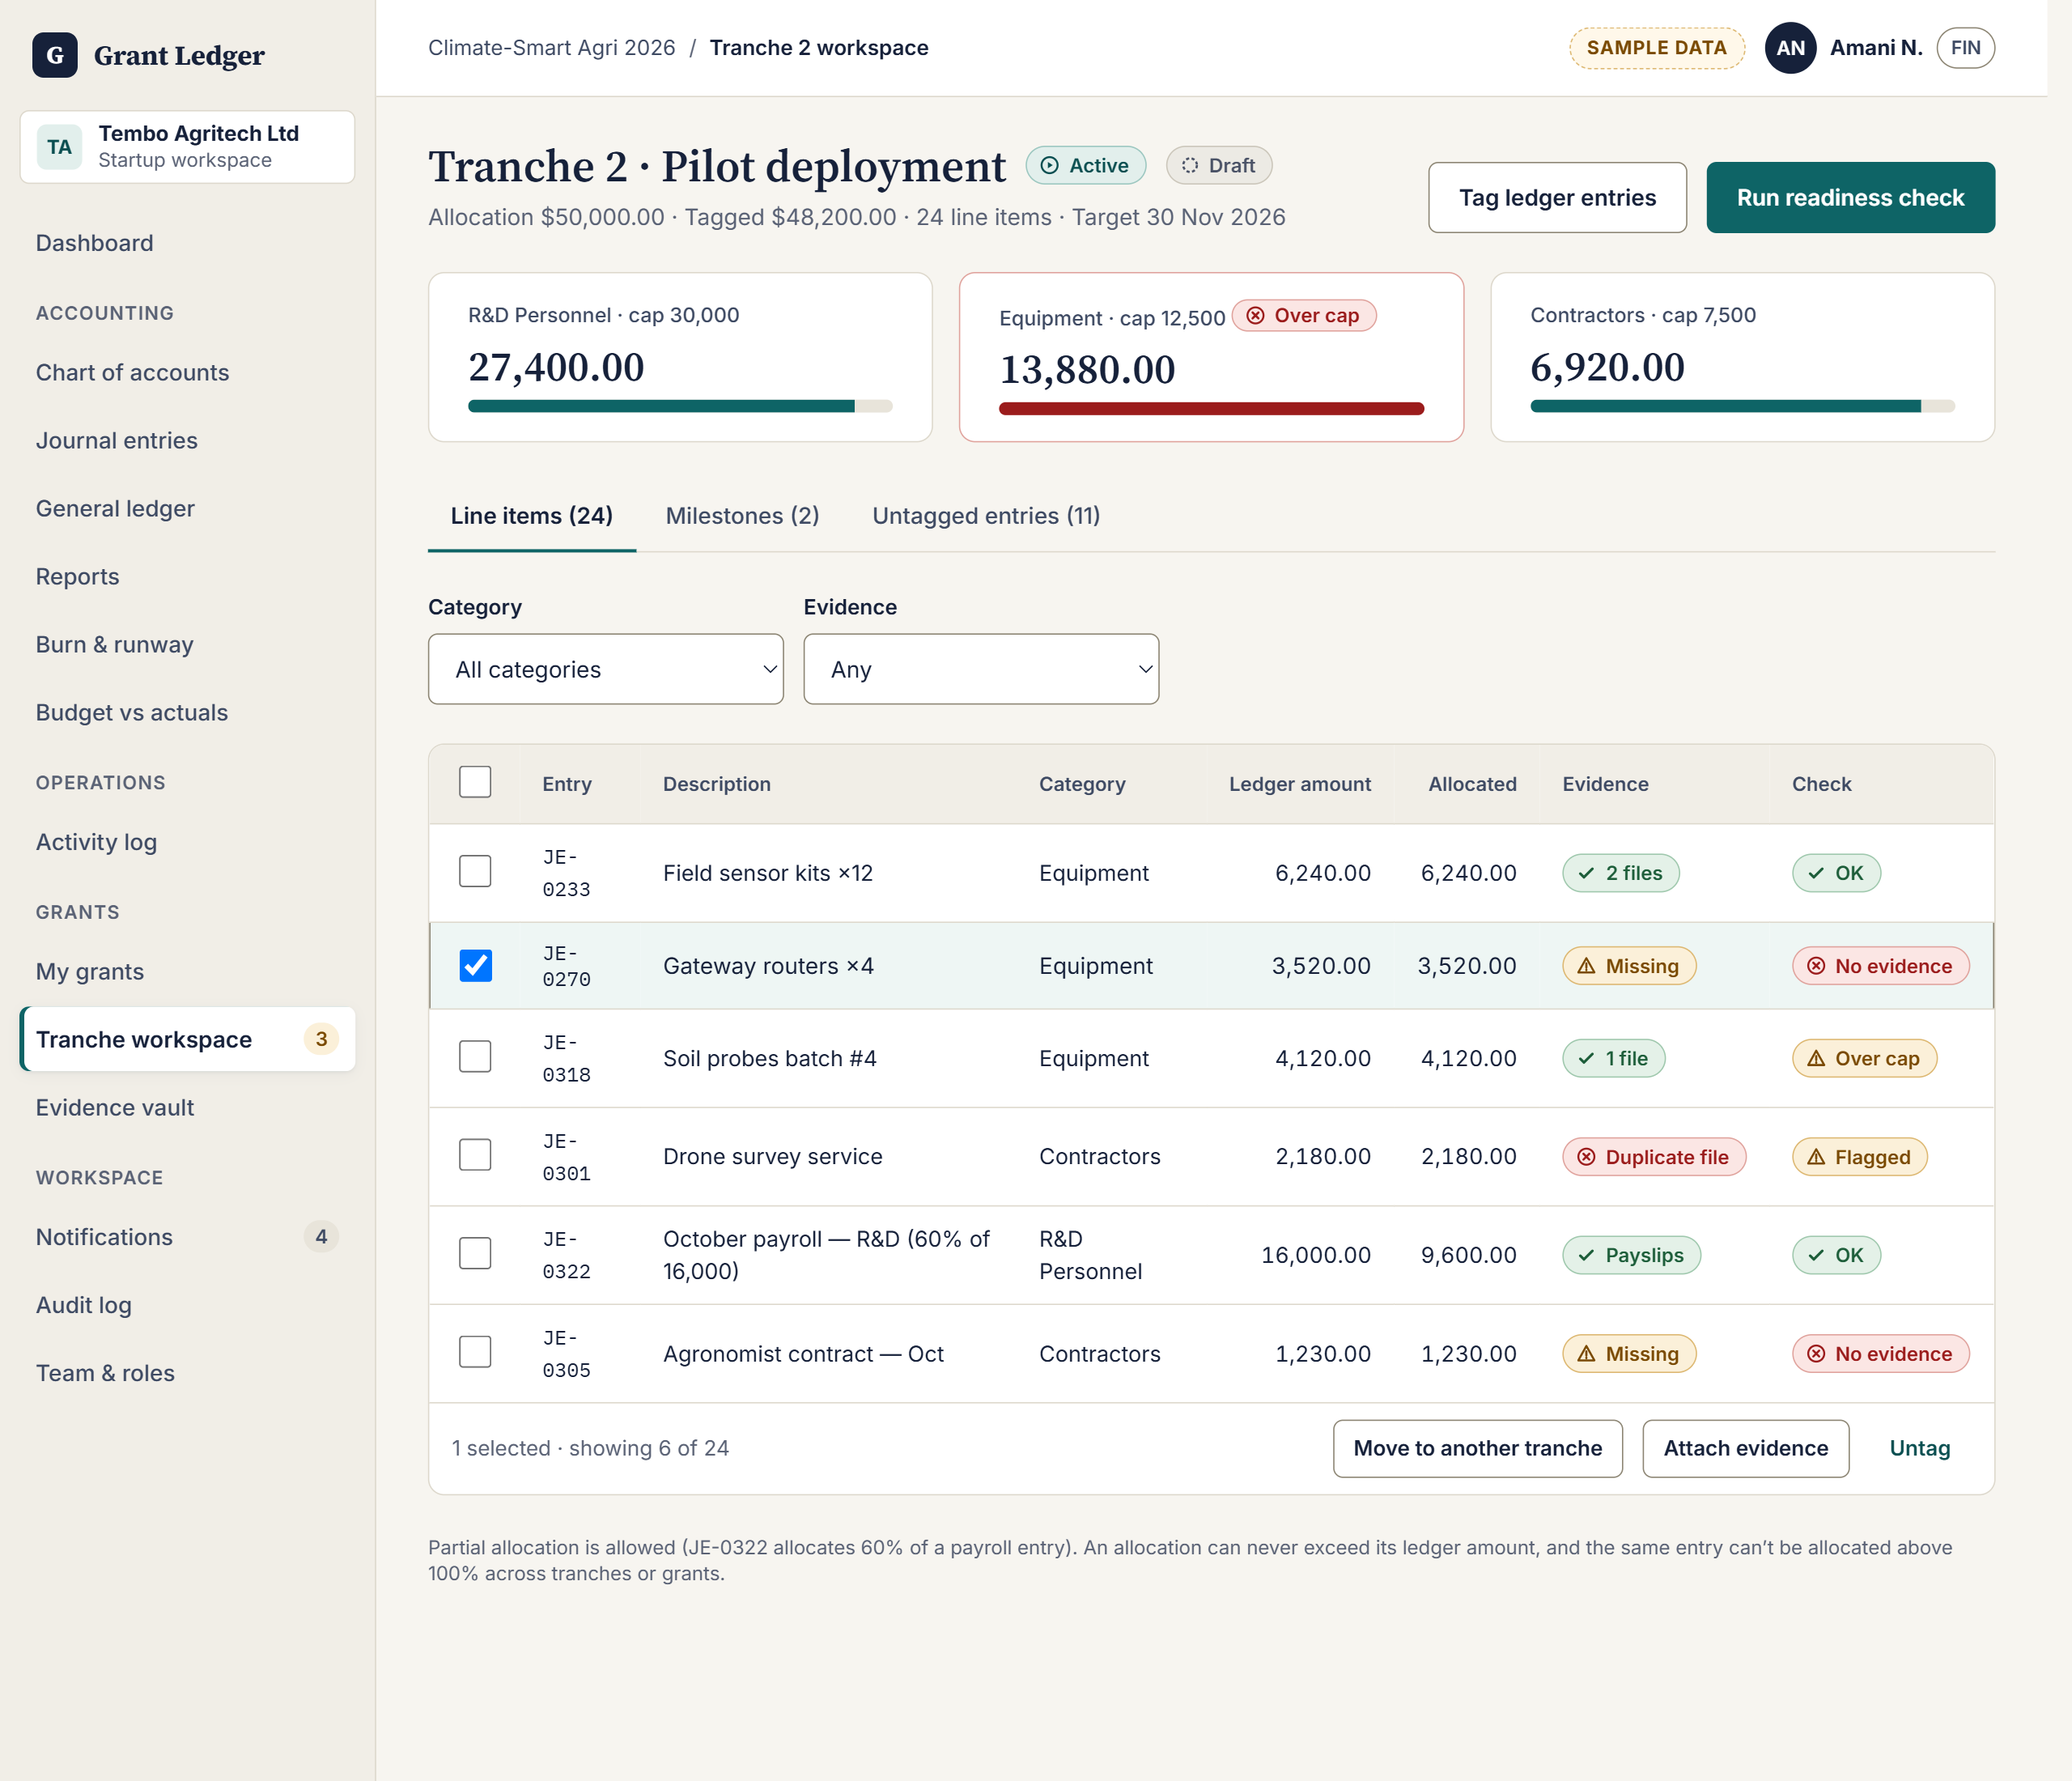 G Grant Ledger
TA Tembo Agritech Ltd
Startup workspace
Dashboard
ACCOUNTING
Chart of accounts
Journal entries
General ledger
Reports
Burn & runway
Budget vs actuals
OPERATIONS
Activity log
GRANTS
My grants
Tranche workspace 3
Evidence vault
WORKSPACE
Notifications 4
Audit log
Team & roles
Climate-Smart Agri 2026 / Tranche 2 workspace
SAMPLE DATA AN Amani N. FIN
Tranche 2 · Pilot deployment Active Draft
Allocation $50,000.00 · Tagged $48,200.00 · 24 line items · Target 30 Nov 2026
Tag ledger entries Run readiness check
R&D Personnel · cap 30,000
27,400.00
Equipment · cap 12,500 Over cap
13,880.00
Contractors · cap 7,500
6,920.00
Line items (24) Milestones (2) Untagged entries (11)
Category Evidence
All categories Any
Entry Description Category Ledger amount Allocated Evidence Check
JE-
0233 Field sensor kits ×12 Equipment 6,240.00 6,240.00 2 files OK
JE-
0270 Gateway routers ×4 Equipment 3,520.00 3,520.00 Missing No evidence
JE-
0318 Soil probes batch #4 Equipment 4,120.00 4,120.00 1 file Over cap
JE-
0301 Drone survey service Contractors 2,180.00 2,180.00 Duplicate file Flagged
JE- October payroll — R&D (60% of R&D
0322 16,000) Personnel 16,000.00 9,600.00 Payslips OK
JE-
0305 Agronomist contract — Oct Contractors 1,230.00 1,230.00 Missing No evidence
1 selected · showing 6 of 24 Move to another tranche Attach evidence Untag
Partial allocation is allowed (JE-0322 allocates 60% of a payroll entry). An allocation can never exceed its ledger amount, and the same entry can’t be allocated above
100% across tranches or grants.